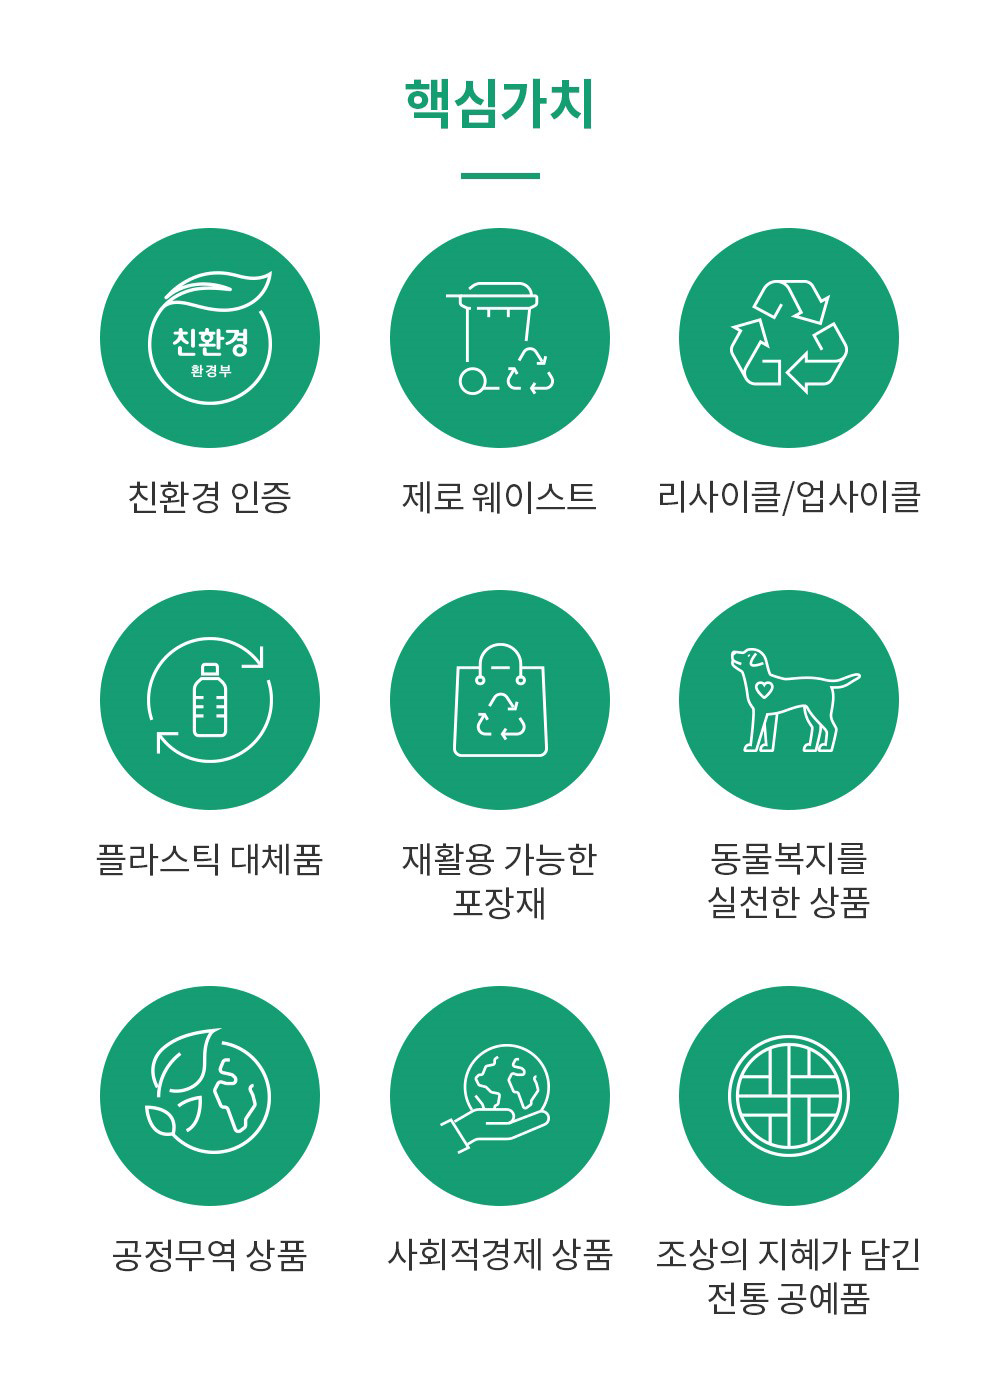 핵심가치
친환경
환경부
친환경 인증
제로 웨이스트
리사이클/업사이클
플라스틱 대체품
재활용 가능한
포장재
동물복지를
실천한 상품
공정무역 상품
사회적경제 상품
조상의 지혜가 담긴
전통 공예품